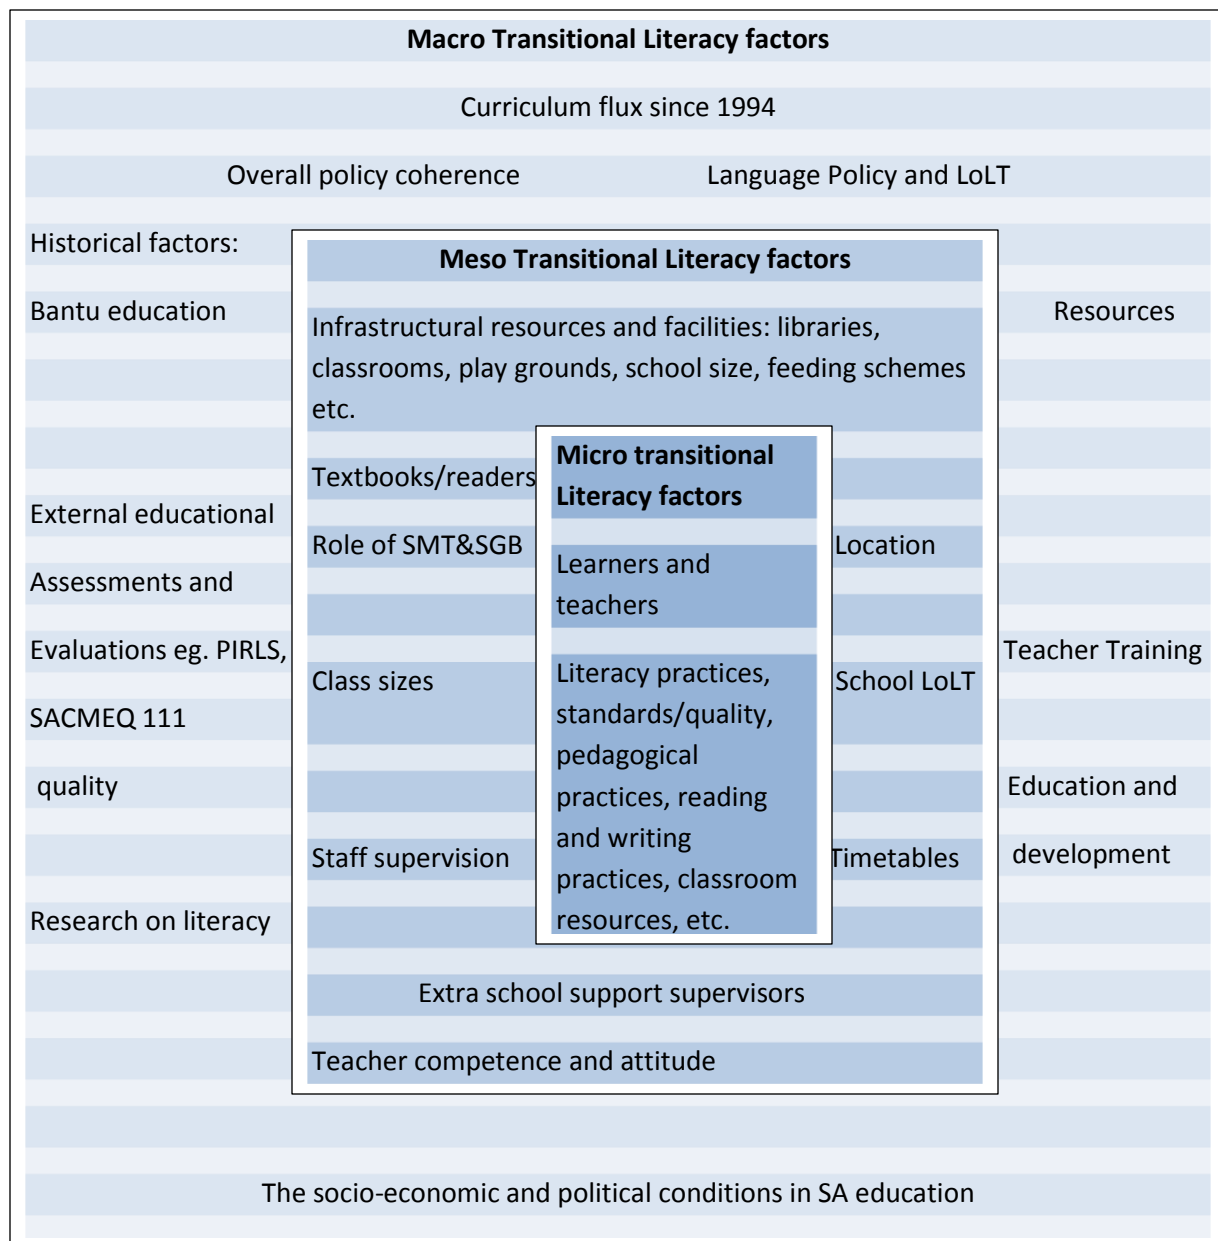 Macro Transitional Literacy factors
Curriculum flux since 1994
Overall policy coherence
Language Policy and LoLT
Historical factors:
Bantu education
External educational
Assessments and
Evaluations eg. PIRLS,
SACMEQ 111
quality
Research on literacy
Meso Transitional Literacy factors
Infrastructural resources and facilities: libraries,
classrooms, play grounds, school size, feeding schemes
etc.
Textbooks/readers
Role of SMT&SGB
Class sizes
Staff supervision
Micro transitional
Literacy factors
Learners and
teachers
Literacy practices,
standards/quality,
pedagogical
practices, reading
and writing
practices, classroom
resources, etc.
Location
School LoLT
Timetables
Extra school support supervisors
Teacher competence and attitude
Resources
Teacher Training
Education and
development
The socio-economic and political conditions in SA education